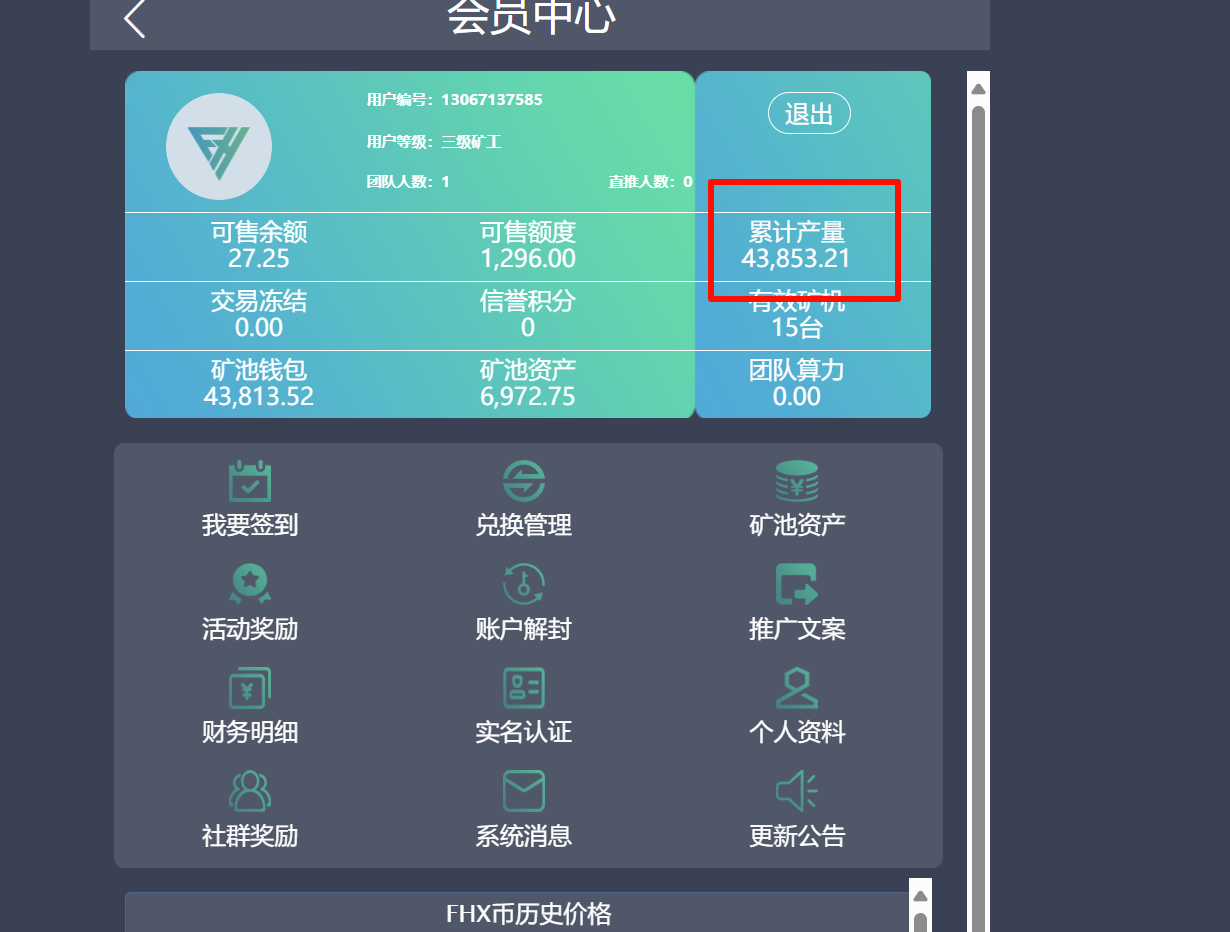 会员中心
用户编号：13067137585
退出
用户等级：三级矿工
团队人数：1 直推人数：0
可售余额 可售额度 累计产量
27.25 1,296.00 43,853.21
交易冻结 信誉积分 有效矿机
0.00 0 15台
矿池钱包 矿池资产 团队算力
43,813.52 6,972.75 0.00
我要签到 兑换管理 矿池资产
活动奖励 账户解封 推广文案
财务明细 实名认证 个人资料
社群奖励 系统消息 更新公告
FHX币历史价格